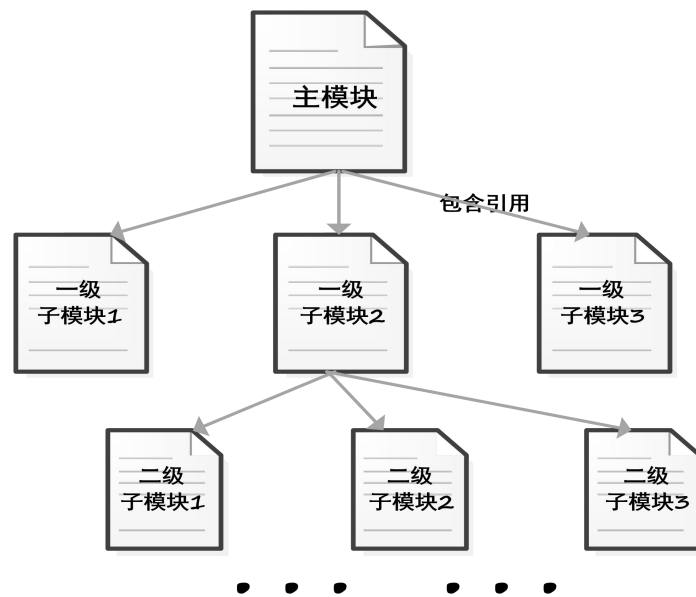 主模块
包含引用
一级
子模块1
一级
子模块2
一级
子模块3
二级
子模块1
二级
子模块2
二级
子模块3
• • • • • •